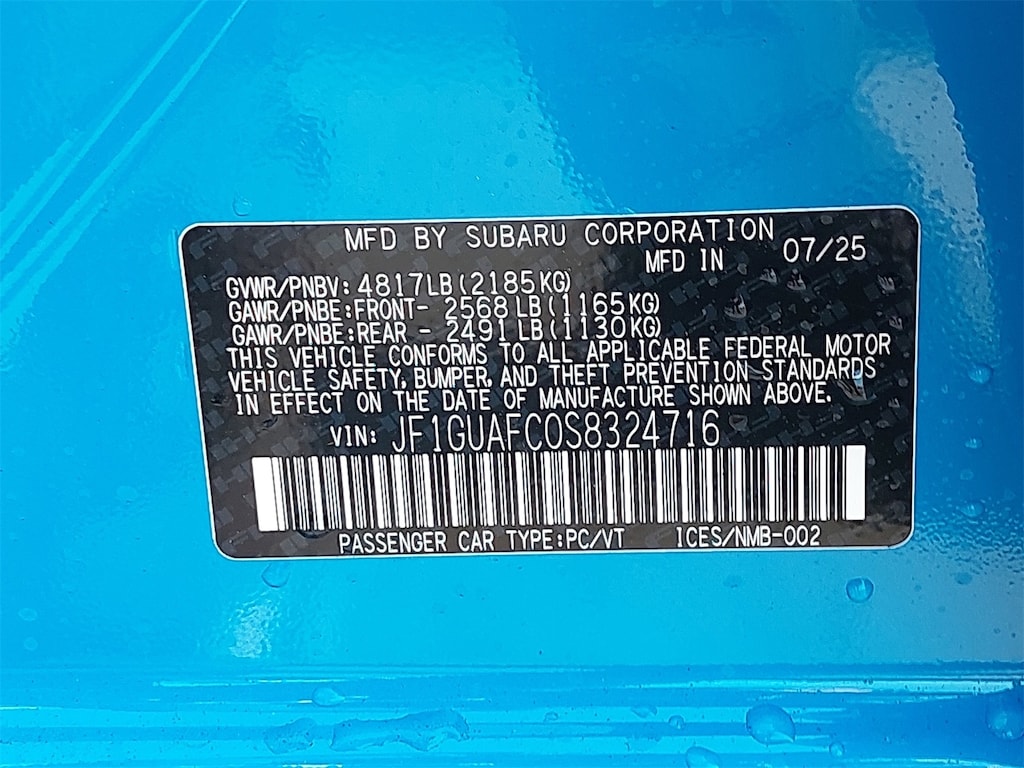 MFD BY SUBARU CORPORATION
MFD IN 07/25
GVWR/PNBV: 4817LB(2185KG)
GAWR/PNBE:FRONT- 2568LB(1165KG)
GAWR/PNBE:REAR - 2491LB(1130KG)
THIS VEHICLE CONFORMS TO ALL APPLICABLE FEDERAL MOTOR
VEHICLE SAFETY, BUMPER, AND THEFT PREVENTION STANDARDS
IN EFFECT ON THE DATE OF MANUFACTURE SHOWN ABOVE.
VIN: JF1GUAFC0S8324716
PASSENGER CAR TYPE:PC/VT ICES/NMB-002